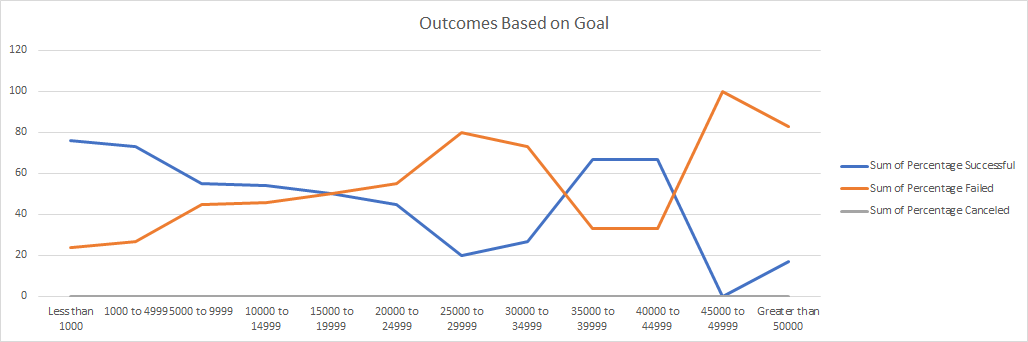 Outcomes Based on Goal
120
100
80
60
40
20
0
Less than
1000
1000 to 4999
5000 to 9999
10000 to
14999
15000 to
19999
20000 to
24999
25000 to
29999
30000 to
34999
35000 to
39999
40000 to
44999
45000 to
49999
Greater than
50000
Sum of Percentage Successful
Sum of Percentage Failed
Sum of Percentage Canceled